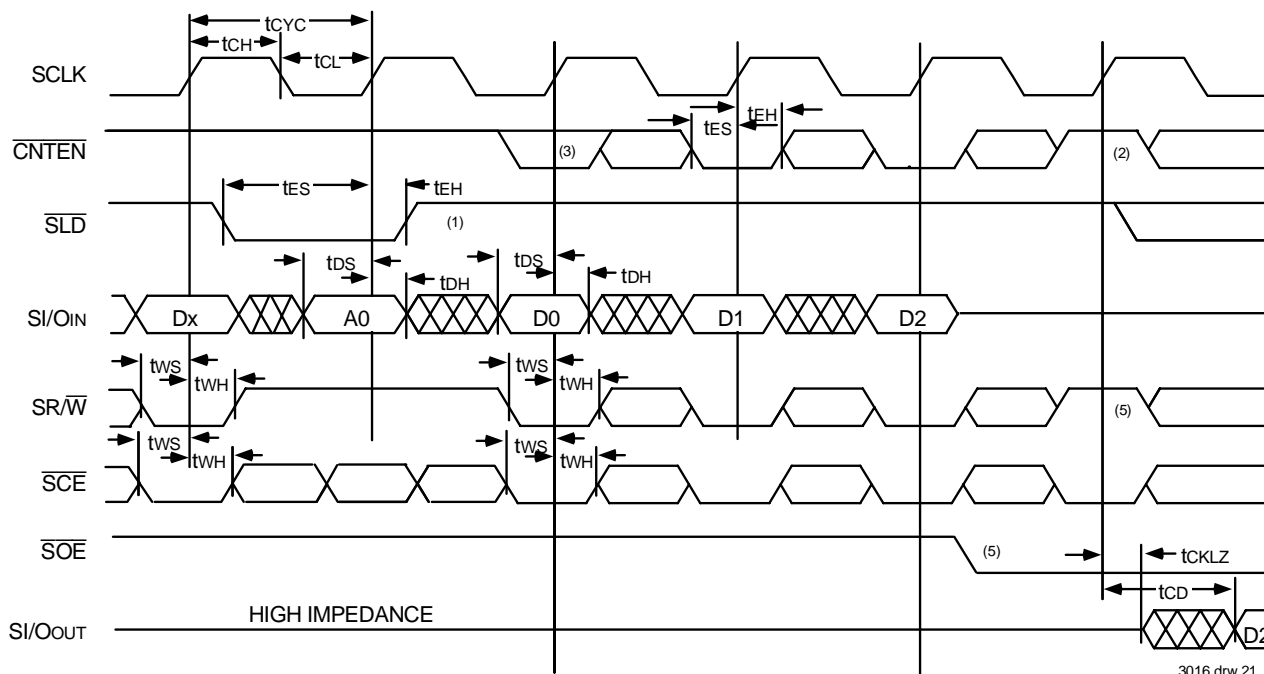 tCYC
tCH
tCL
SCLK
tES
tEH
CNTEN
(3)
(2)
tES
tEH
SLD
(1)
tDS
tDH
tDS
tDH
SI/OIN
Dx
A0
D0
D1
D2
tWS
tWH
tWS
tWH
SR/W
(5)
tWS
tWH
tWS
tWH
SCE
SOE
(5)
tCKLZ
tCD
HIGH IMPEDANCE
SI/OOUT
D2
3016 drw 21